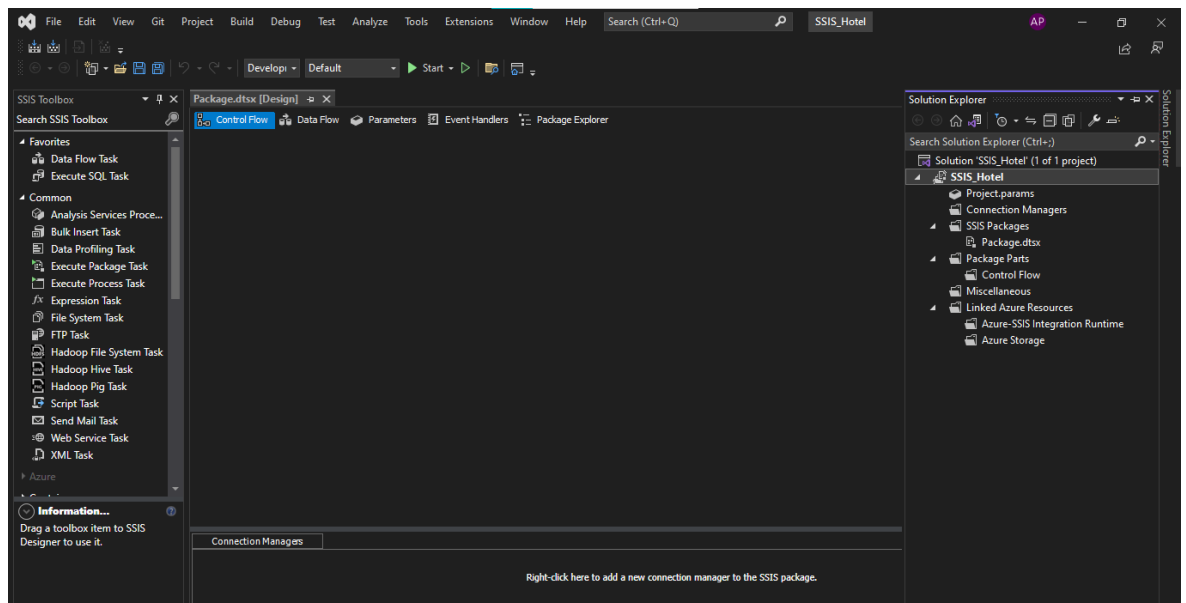 File Edit View Git Project Build Debug Test Analyze Tools Extensions Window Help Search (Ctrl+Q) SSIS_Hotel AP
Developı Default Start
SSIS Toolbox
Search SSIS Toolbox
Favorites
Data Flow Task
Execute SQL Task
Common
Analysis Services Proce...
Bulk Insert Task
Data Profiling Task
Execute Package Task
Execute Process Task
Expression Task
File System Task
FTP Task
Hadoop File System Task
Hadoop Hive Task
Hadoop Pig Task
Script Task
Send Mail Task
Web Service Task
XML Task
Azure
Information...
Drag a toolbox item to SSIS
Designer to use it.
Package.dtsx [Design]
Control Flow Data Flow Parameters Event Handlers Package Explorer
Connection Managers
Right-click here to add a new connection manager to the SSIS package.
Solution Explorer
Search Solution Explorer (Ctrl+;)
Solution 'SSIS_Hotel' (1 of 1 project)
SSIS_Hotel
Project.params
Connection Managers
SSIS Packages
Package.dtsx
Package Parts
Control Flow
Miscellaneous
Linked Azure Resources
Azure-SSIS Integration Runtime
Azure Storage
Solution Explorer